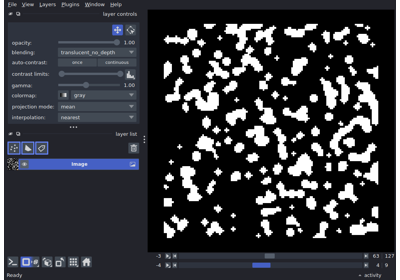 File View Layers Plugins Window Help
layer controls
opacity: 1.00
blending: translucent_no_depth
auto-contrast: once continuous
contrast limits:
gamma: 1.00
colormap: gray
projection mode: mean
interpolation: nearest
layer list
Image
-3 63 127
-4 4 9
Ready activity